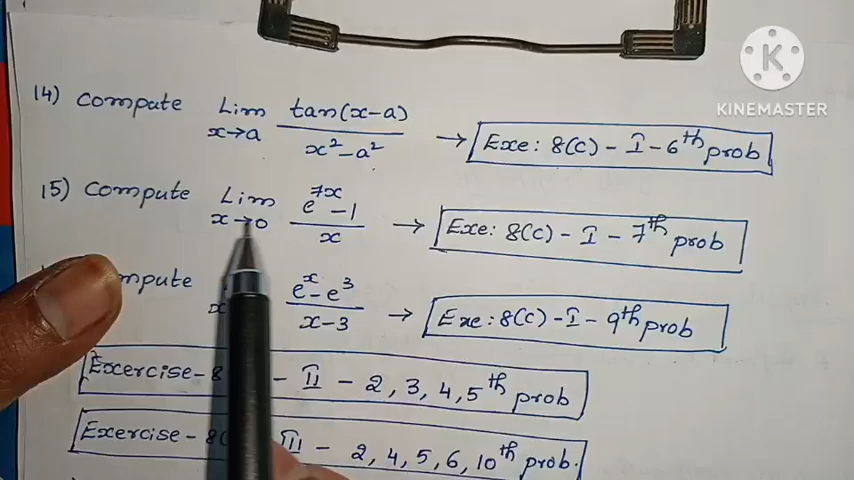 KINEMASTER
14) Compute Lim x→a tan(x-a) / x² - a² → Exe: 8(c) - I - 6th prob
15) Compute Lim x→0 e^7x - 1 / x → Exe: 8(c) - I - 7th prob
mpute e^x - e^3 / x-3 → Exe: 8(c) - I - 9th prob
Exercise - 8 - II - 2, 3, 4, 5th prob
Exercise - 8 - 2, 4, 5, 6, 10th prob.